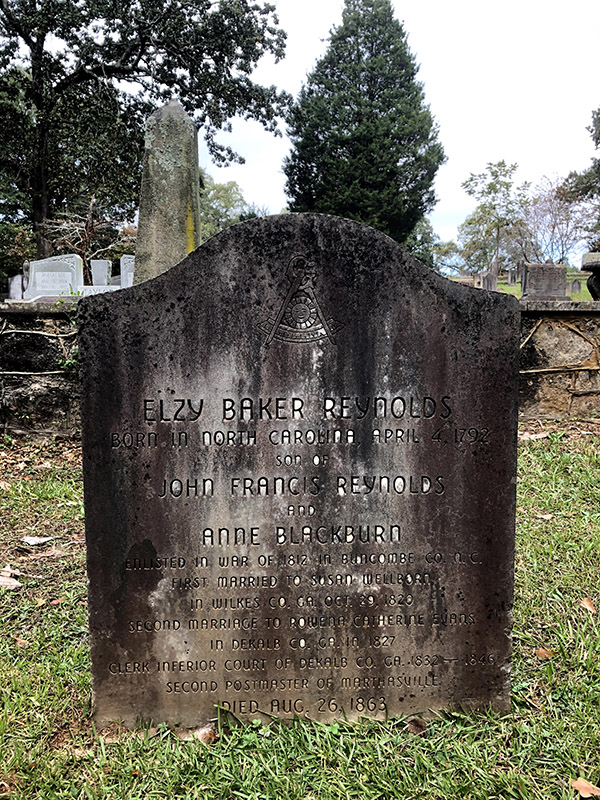 ELZY BAKER REYNOLDS
BORN IN NORTH CAROLINA, APRIL 4, 1792
SON OF
JOHN FRANCIS REYNOLDS
AND
ANNE BLACKBURN
ENLISTED IN WAR OF 1812 IN BUNCOMBE CO. N. C.
FIRST MARRIED TO SUSAN WELLBORN
IN WILKES CO. GA. OCT. 29, 1820
SECOND MARRIAGE TO ROWENA CATHERINE EVANS
IN DEKALB CO. GA. IN 1827
CLERK INFERIOR COURT OF DEKALB CO. GA. 1832 — 1846
SECOND POSTMASTER OF MARTHASVILLE
DIED AUG. 26, 1863